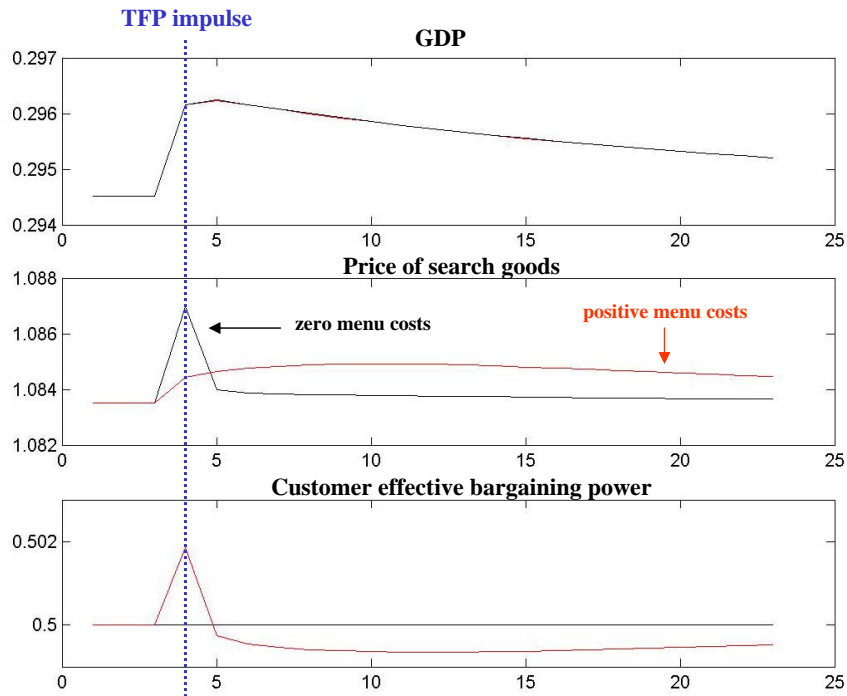 TFP impulse
GDP
0.297
0.296
0.295
0.294
0 5 10 15 20 25
Price of search goods
1.088
1.086
1.084
1.082
zero menu costs
positive menu costs
0 5 10 15 20 25
Customer effective bargaining power
0.502
0.5
0 5 10 15 20 25